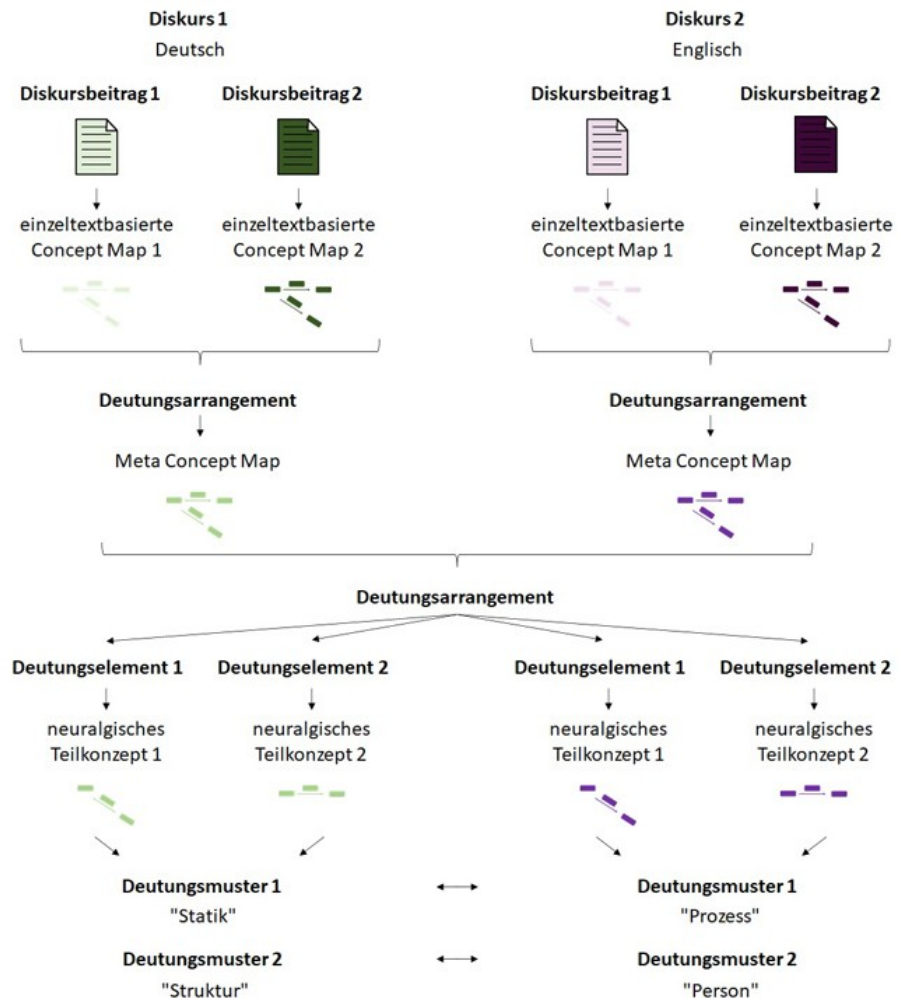 Diskurs 1
Deutsch
Diskurs 2
Englisch
Diskursbeitrag 1
Diskursbeitrag 2
Diskursbeitrag 1
Diskursbeitrag 2
einzeltextbasierte
Concept Map 1
einzeltextbasierte
Concept Map 2
einzeltextbasierte
Concept Map 1
einzeltextbasierte
Concept Map 2
Deutungsarrangement
Deutungsarrangement
Meta Concept Map
Meta Concept Map
Deutungsarrangement
Deutungselement 1
Deutungselement 2
Deutungselement 1
Deutungselement 2
neuralgisches
Teilkonzept 1
neuralgisches
Teilkonzept 2
neuralgisches
Teilkonzept 1
neuralgisches
Teilkonzept 2
Deutungsmuster 1
"Statik"
Deutungsmuster 1
"Prozess"
Deutungsmuster 2
"Struktur"
Deutungsmuster 2
"Person"